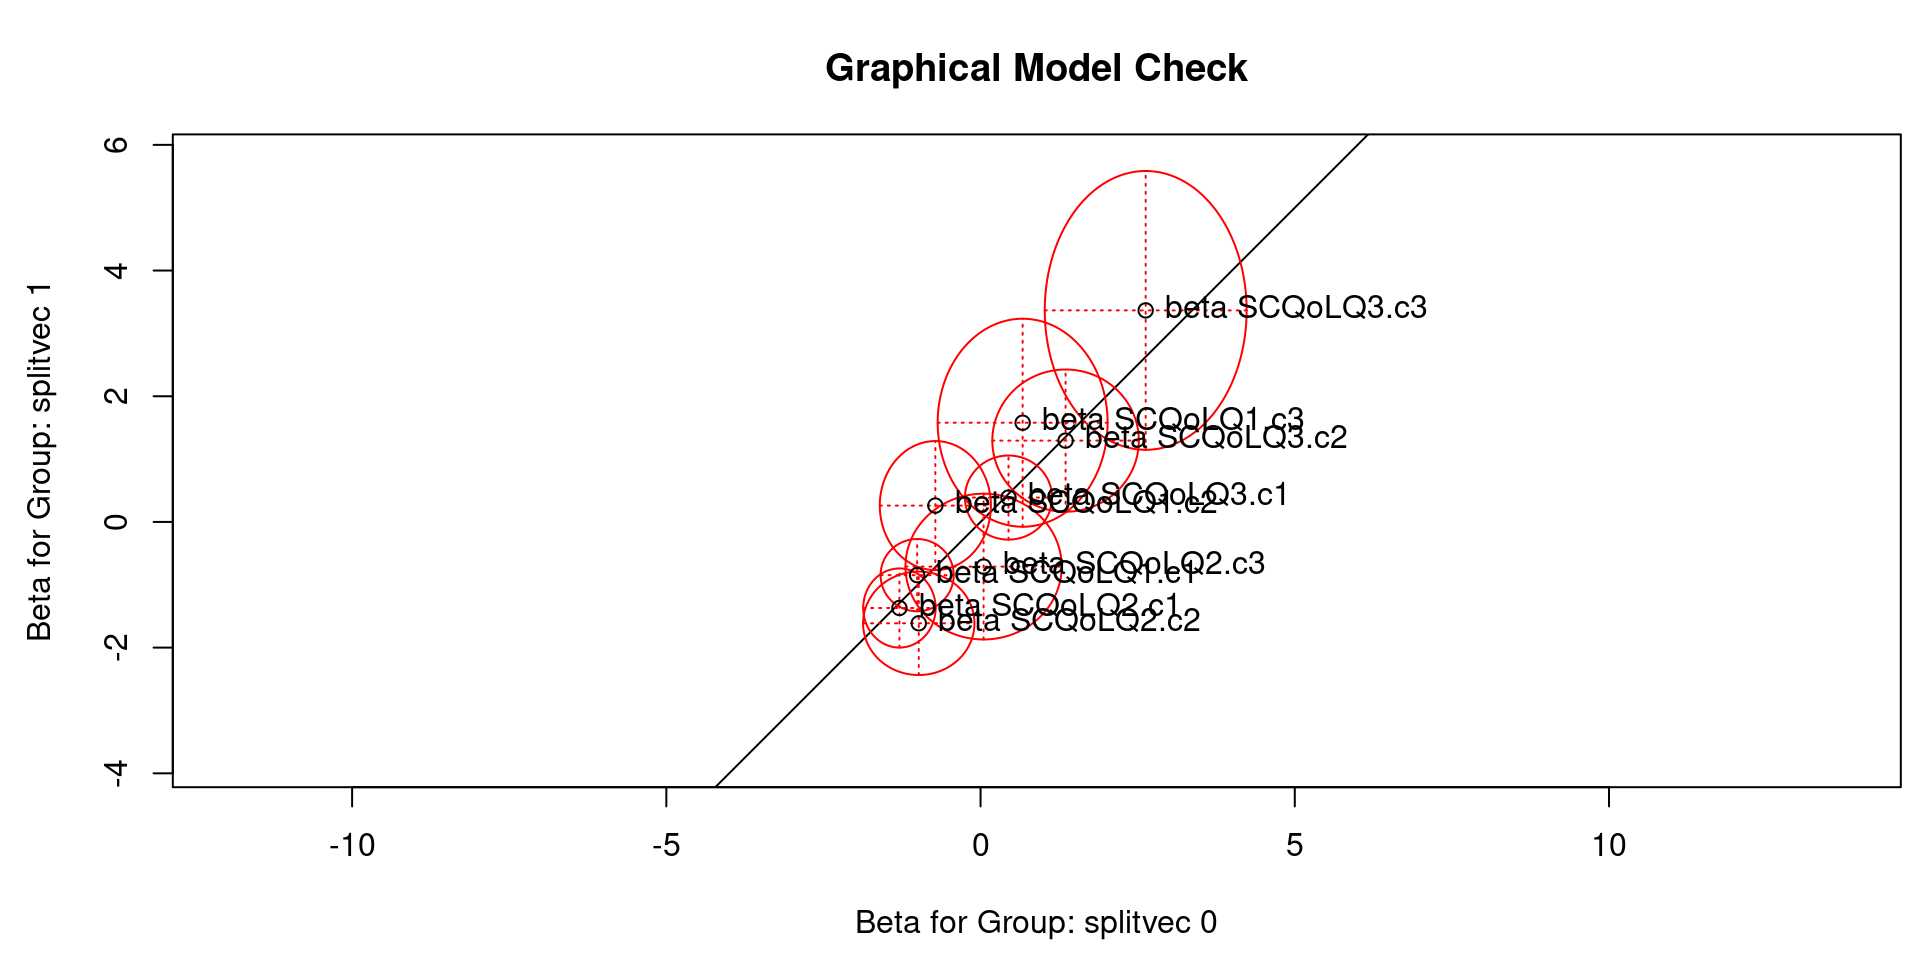 Graphical Model Check
Beta for Group: splitvec 1
6
4
2
0
-2
-4
beta SCQoLQ3.c3
beta SCQoLQ1.c3
beta SCQoLQ3.c2
beta SCQoLQ3.c1
beta SCQoLQ1.c2
beta SCQoLQ2.c3
beta SCQoLQ1.c1
beta SCQoLQ2.c1
beta SCQoLQ2.c2
-10
-5
0
5
10
Beta for Group: splitvec 0